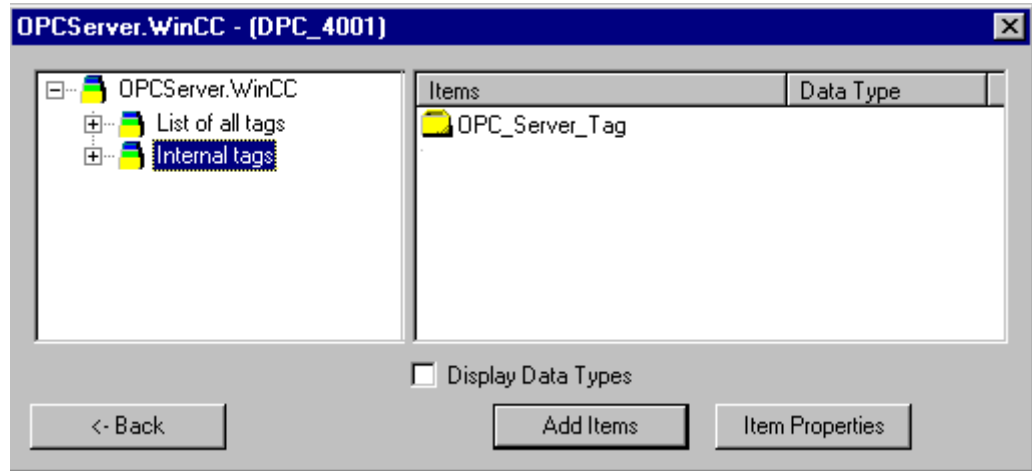 OPCServer.WinCC - (DPC_4001)
OPCServer.WinCC
List of all tags
Internal tags
Items Data Type
OPC_Server_Tag
Display Data Types
<- Back Add Items Item Properties